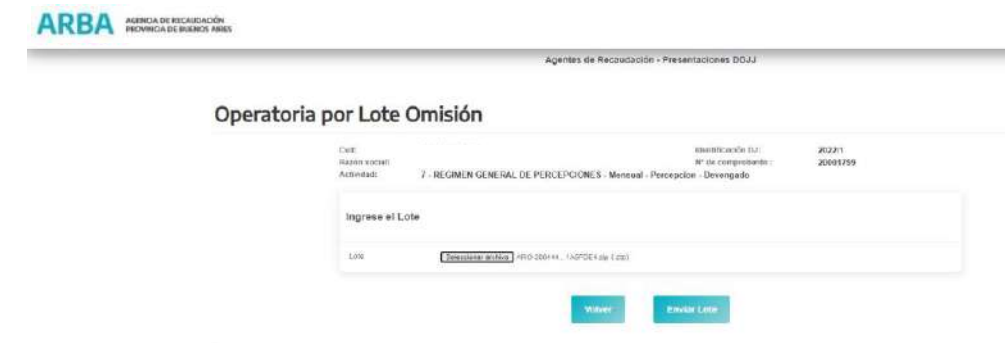 ARBA AGENCIA DE RECAUDACIÓN
PROVINCIA DE BUENOS AIRES
Agentes de Recaudación - Presentaciones DDJJ
Operatoria por Lote Omisión
Cuit: Identificación DJ: 2022/1
Razón social: Nº de comprobante : 20001759
Actividad: 7 - REGIMEN GENERAL DE PERCEPCIONES - Mensual - Percepcion - Devengado
Ingrese el Lote
Lote Seleccionar archivo
Volver Enviar Lote